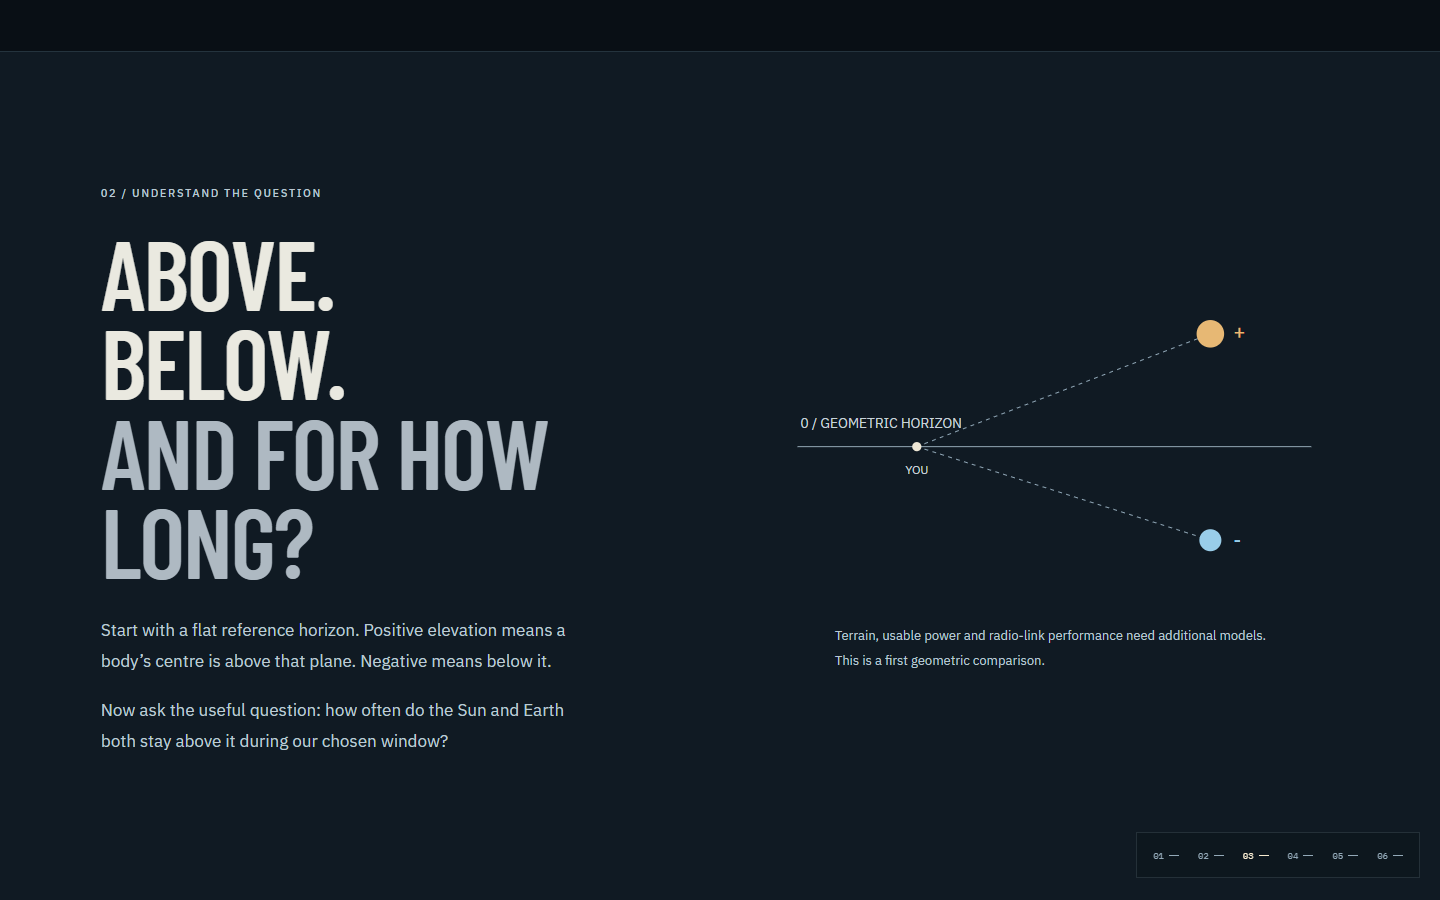 02 / UNDERSTAND THE QUESTION
ABOVE.
BELOW.
AND FOR HOW
LONG?
Start with a flat reference horizon. Positive elevation means a
body’s centre is above that plane. Negative means below it.
Now ask the useful question: how often do the Sun and Earth
both stay above it during our chosen window?
+
0 / GEOMETRIC HORIZON
YOU
-
Terrain, usable power and radio-link performance need additional models.
This is a first geometric comparison.
01 — 02 — 03 — 04 — 05 — 06 —